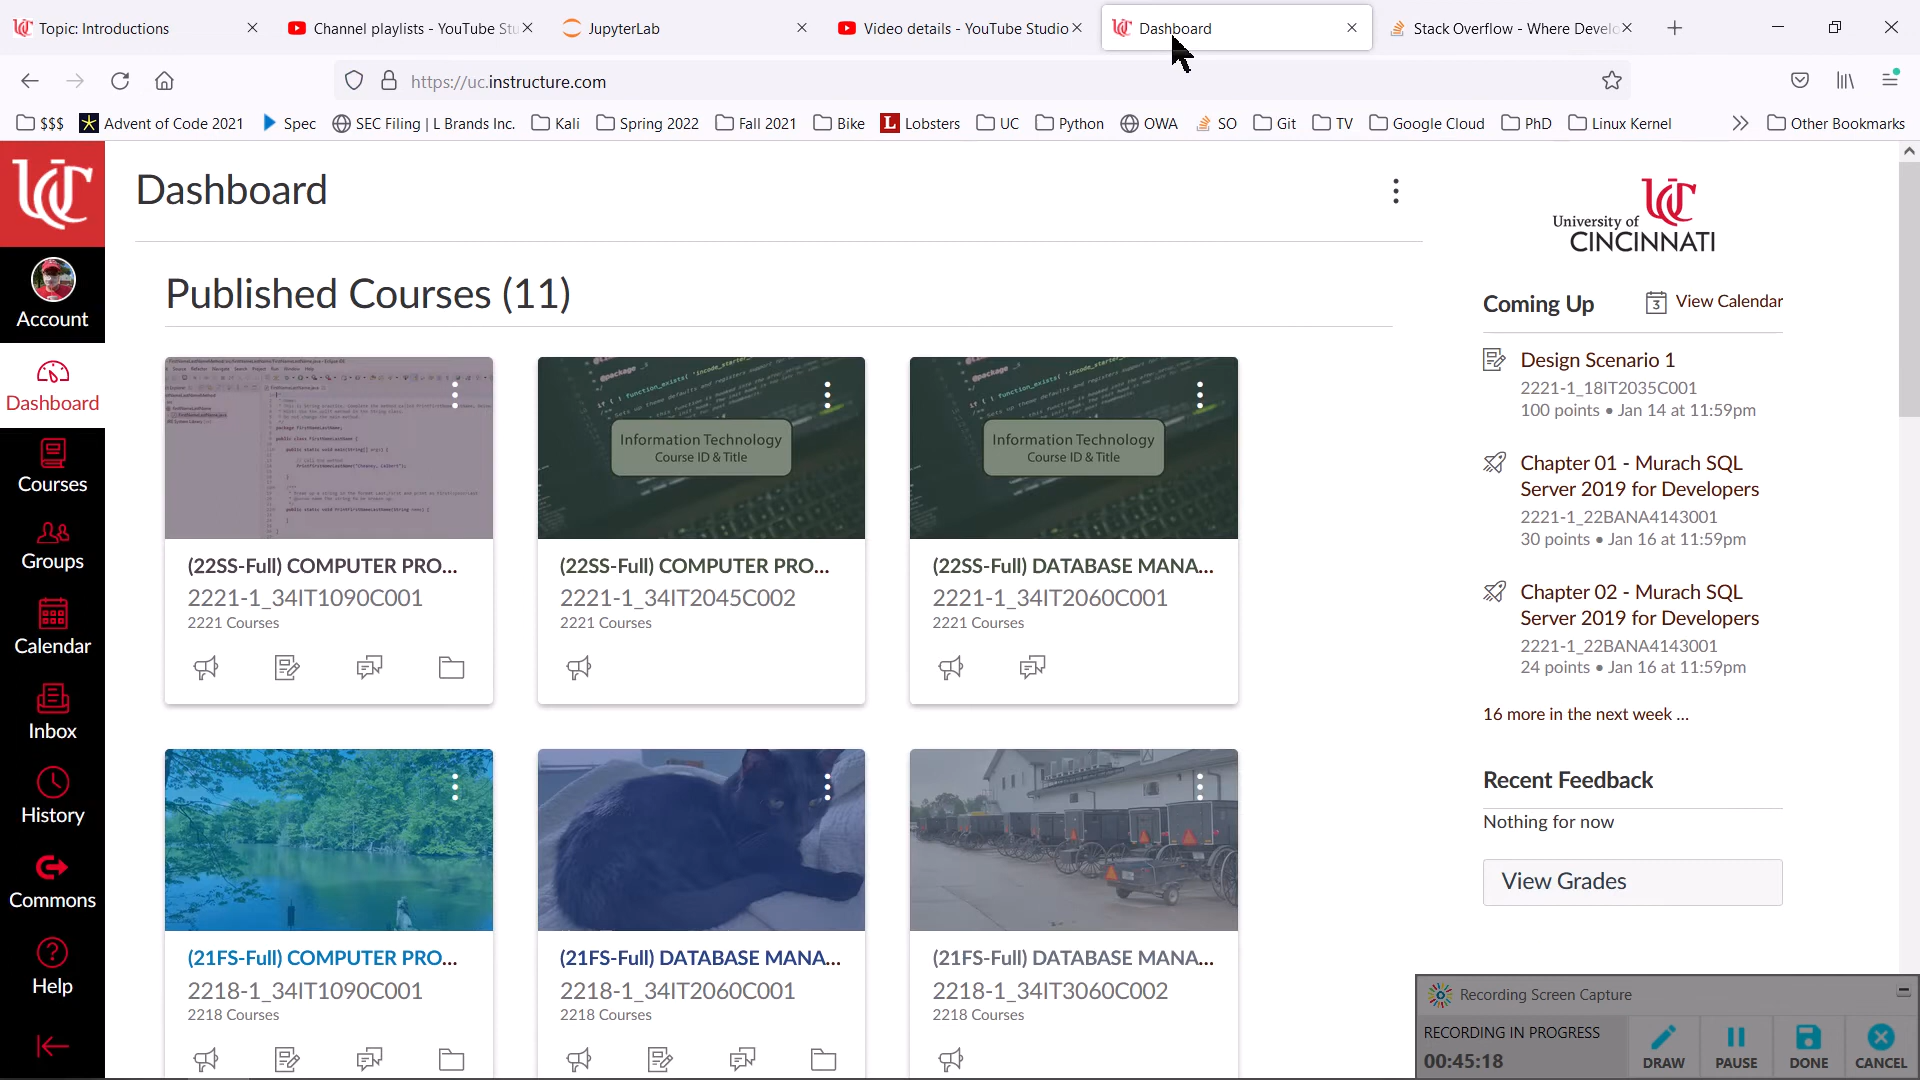 Topic: Introductions
Channel playlists - YouTube Stu
JupyterLab
Video details - YouTube Studio
Dashboard
Stack Overflow - Where Develo
https://uc.instructure.com
$$$
Advent of Code 2021
Spec
SEC Filing | L Brands Inc.
Kali
Spring 2022
Fall 2021
Bike
Lobsters
UC
Python
OWA
SO
Git
TV
Google Cloud
PhD
Linux Kernel
Other Bookmarks
UC
Account
Dashboard
Courses
Groups
Calendar
Inbox
History
Commons
Help
Dashboard
Published Courses (11)
(22SS-Full) COMPUTER PRO...
2221-1_34IT1090C001
2221 Courses
Information Technology
Course ID & Title
(22SS-Full) COMPUTER PRO...
2221-1_34IT2045C002
2221 Courses
Information Technology
Course ID & Title
(22SS-Full) DATABASE MANA...
2221-1_34IT2060C001
2221 Courses
(21FS-Full) COMPUTER PRO...
2218-1_34IT1090C001
2218 Courses
(21FS-Full) DATABASE MANA...
2218-1_34IT2060C001
2218 Courses
(21FS-Full) DATABASE MANA...
2218-1_34IT3060C002
2218 Courses
UC
University of
CINCINNATI
Coming Up
3
View Calendar
Design Scenario 1
2221-1_18IT2035C001
100 points • Jan 14 at 11:59pm
Chapter 01 - Murach SQL
Server 2019 for Developers
2221-1_22BANA4143001
30 points • Jan 16 at 11:59pm
Chapter 02 - Murach SQL
Server 2019 for Developers
2221-1_22BANA4143001
24 points • Jan 16 at 11:59pm
16 more in the next week ...
Recent Feedback
Nothing for now
View Grades
Recording Screen Capture
RECORDING IN PROGRESS
00:45:18
DRAW
PAUSE
DONE
CANCEL